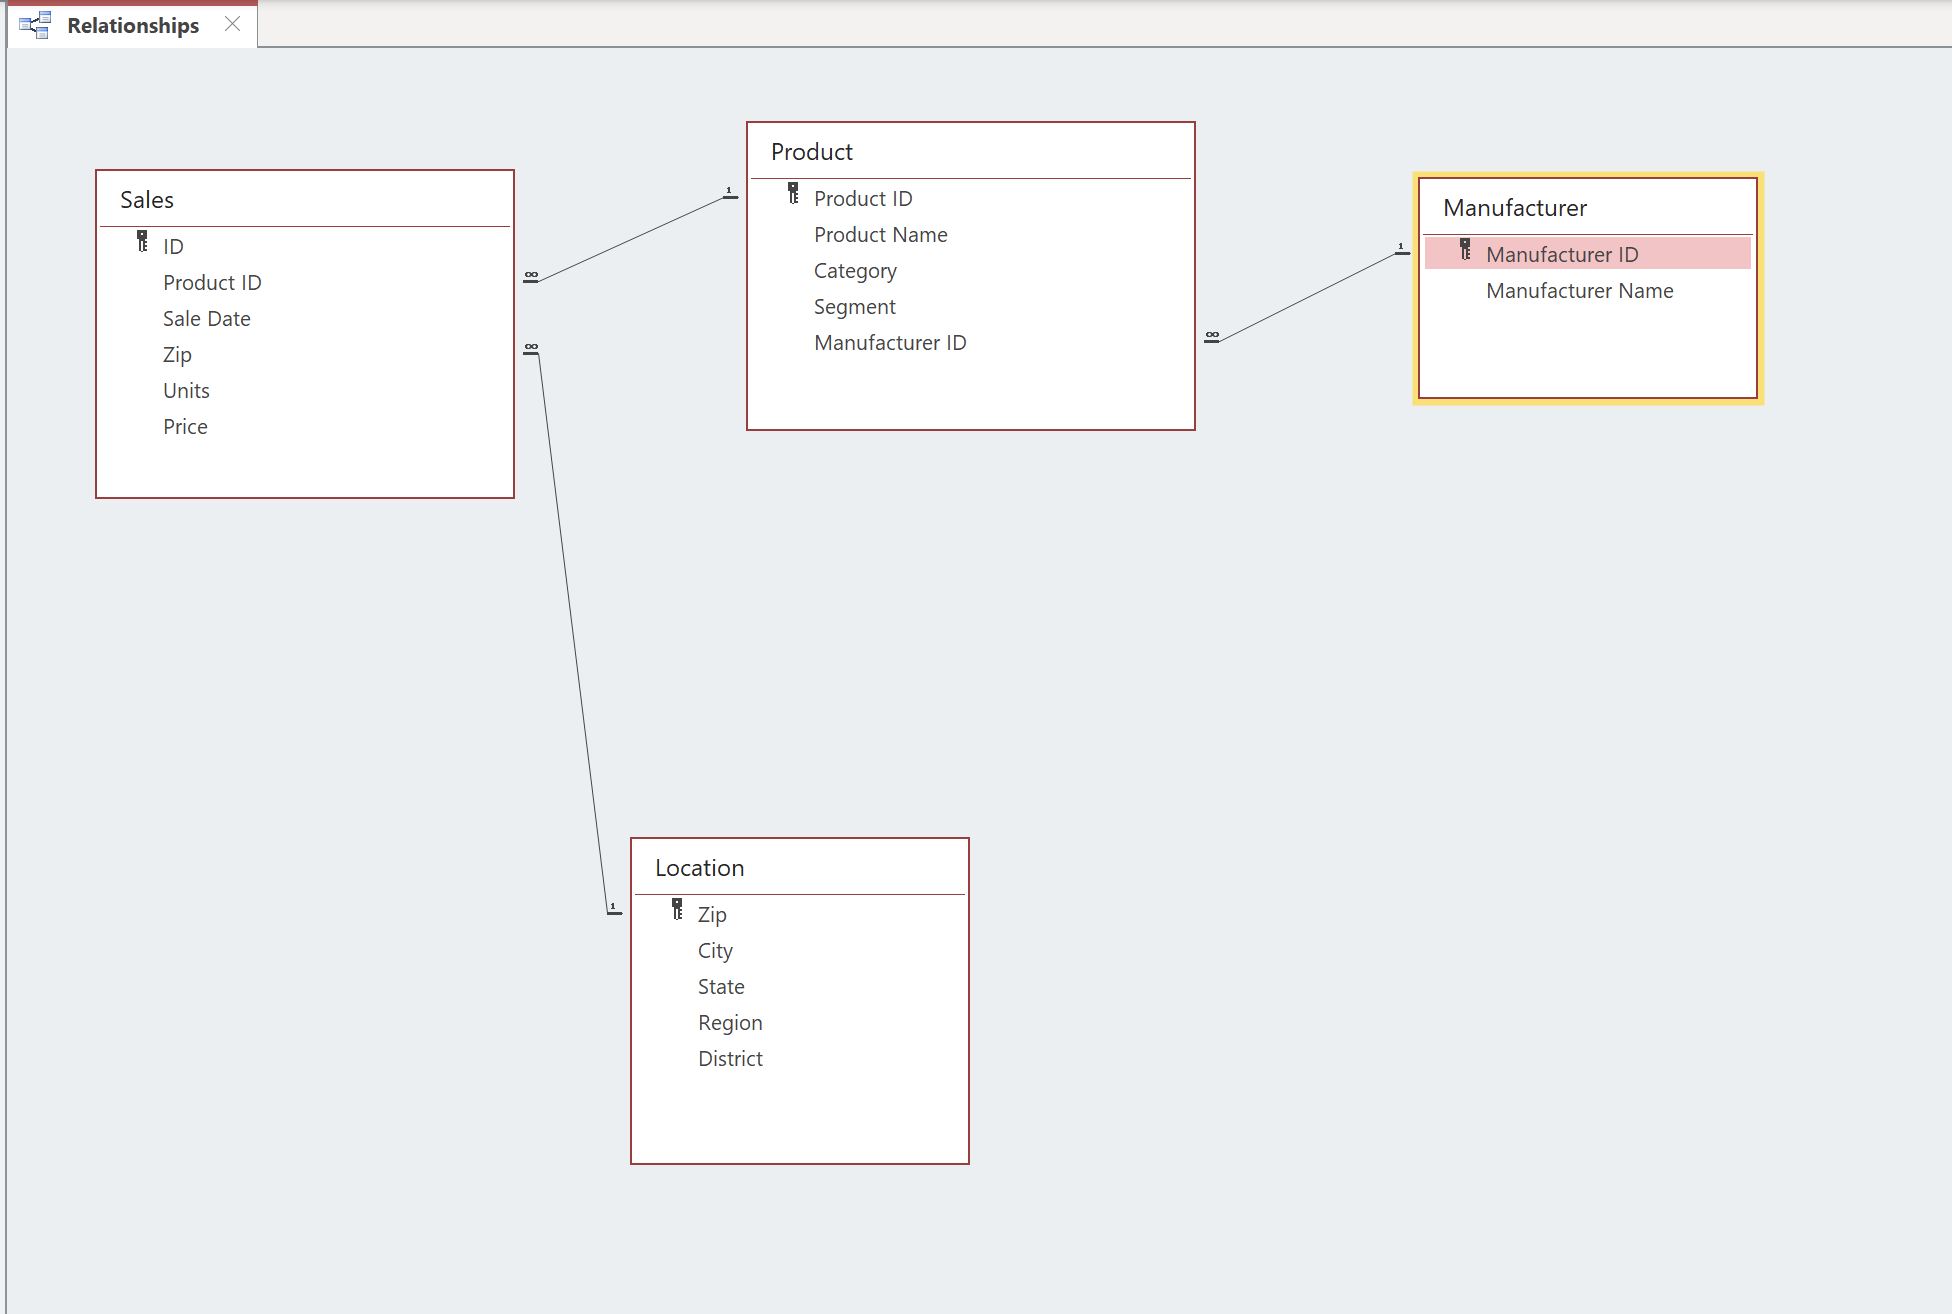 Relationships
Sales
ID
Product ID
Sale Date
Zip
Units
Price
∞
∞
1
Product
Product ID
Product Name
Category
Segment
Manufacturer ID
∞
1
Manufacturer
Manufacturer ID
Manufacturer Name
1
Location
Zip
City
State
Region
District